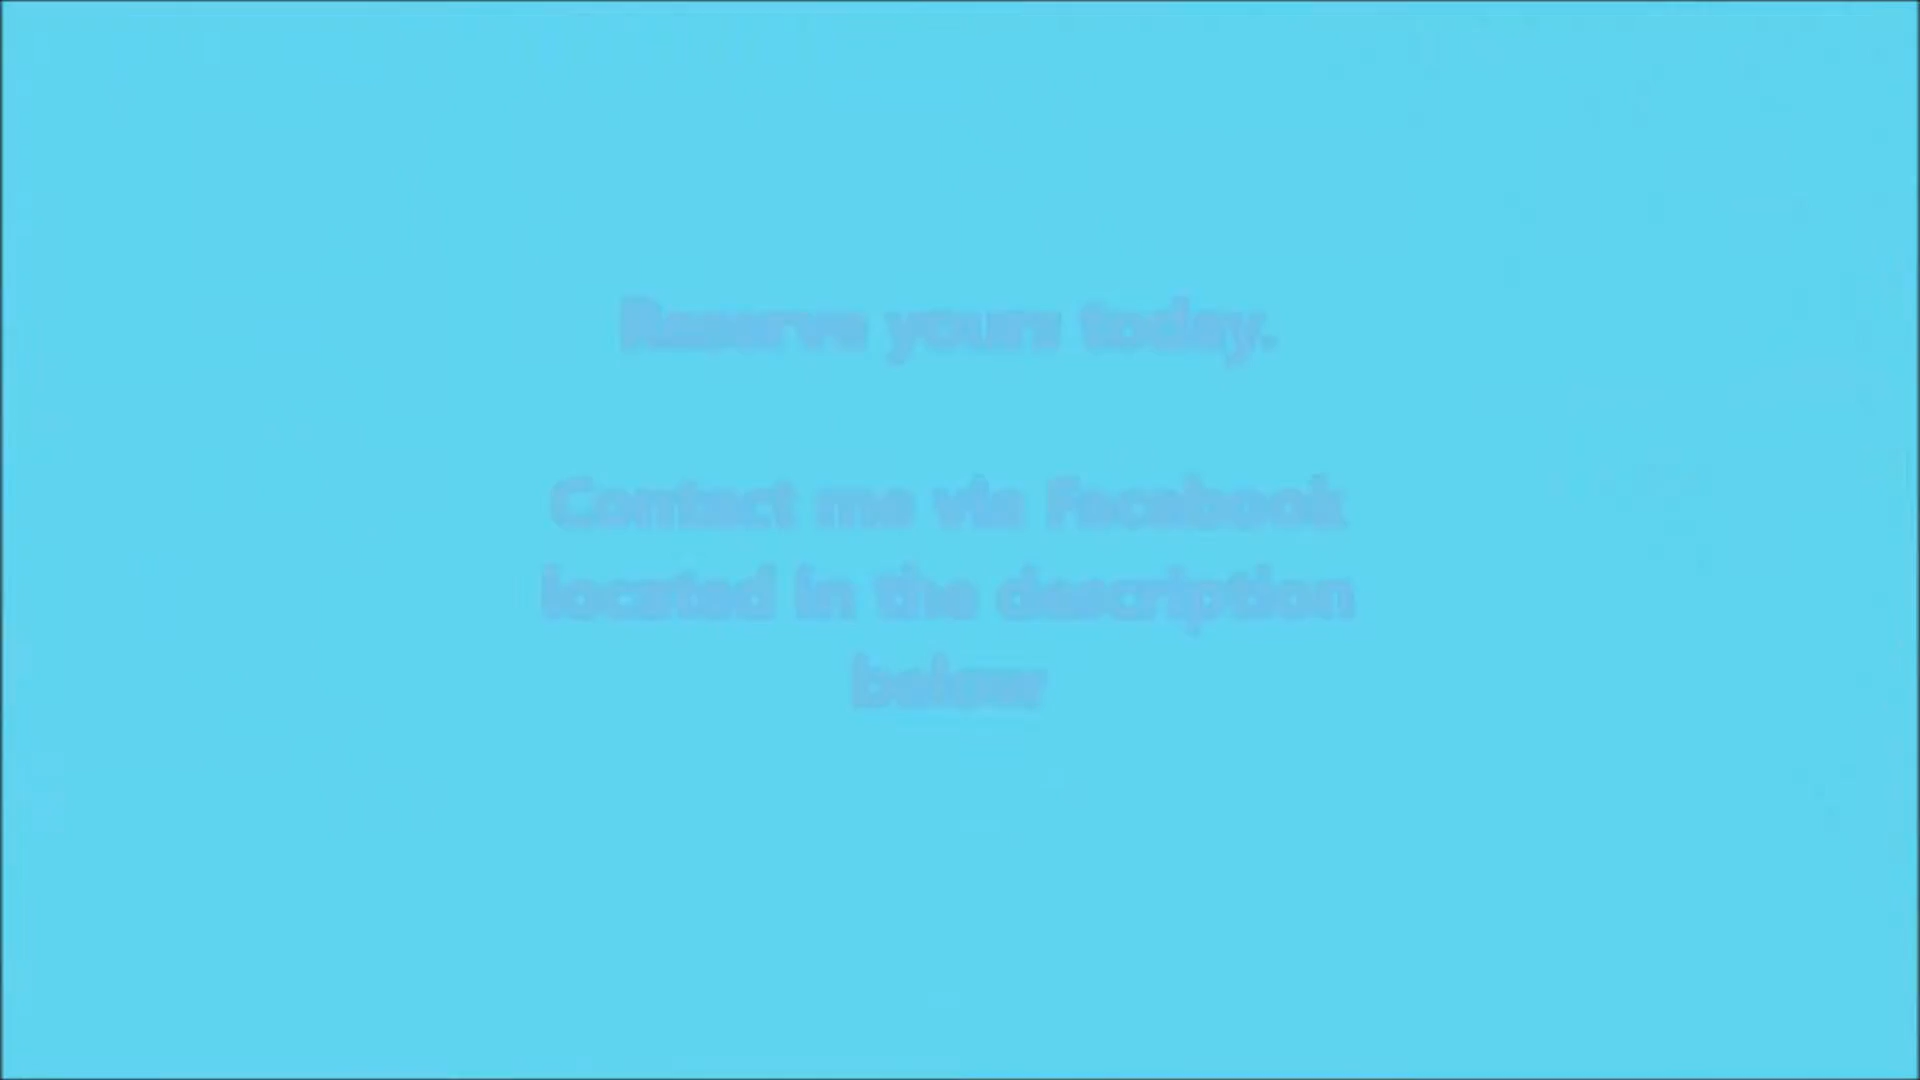 Reserve yours today.
Contact me via Facebook
located in the description
below